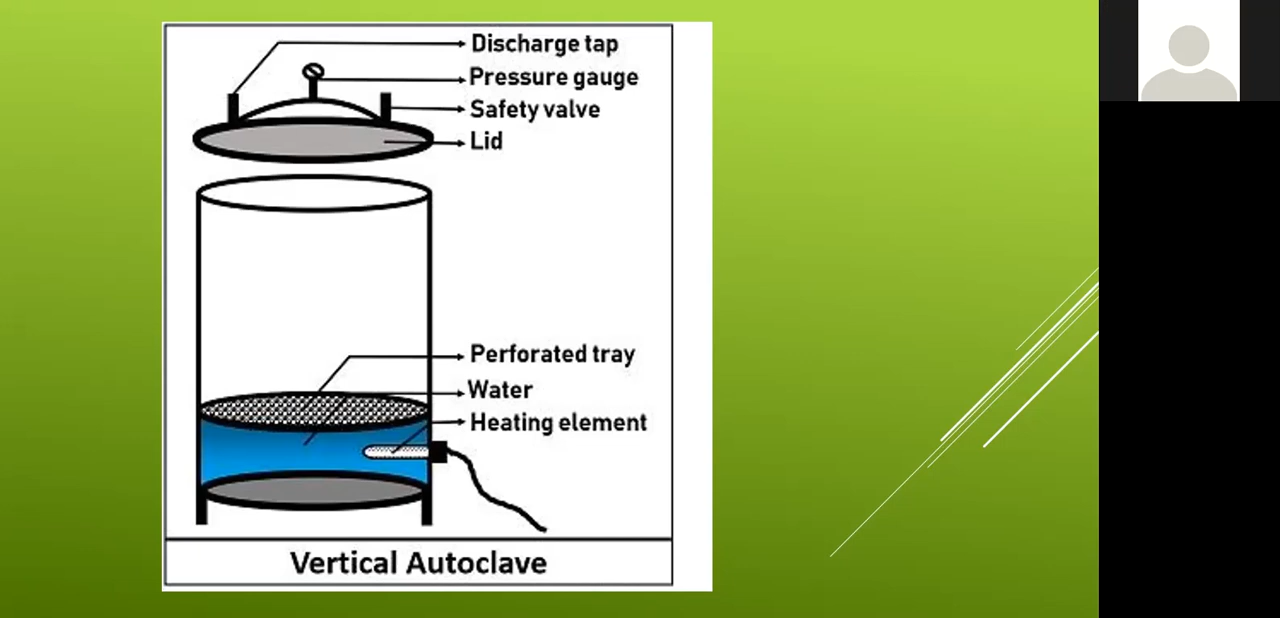 Discharge tap
Pressure gauge
Safety valve
Lid
Perforated tray
Water
Heating element
Vertical Autoclave